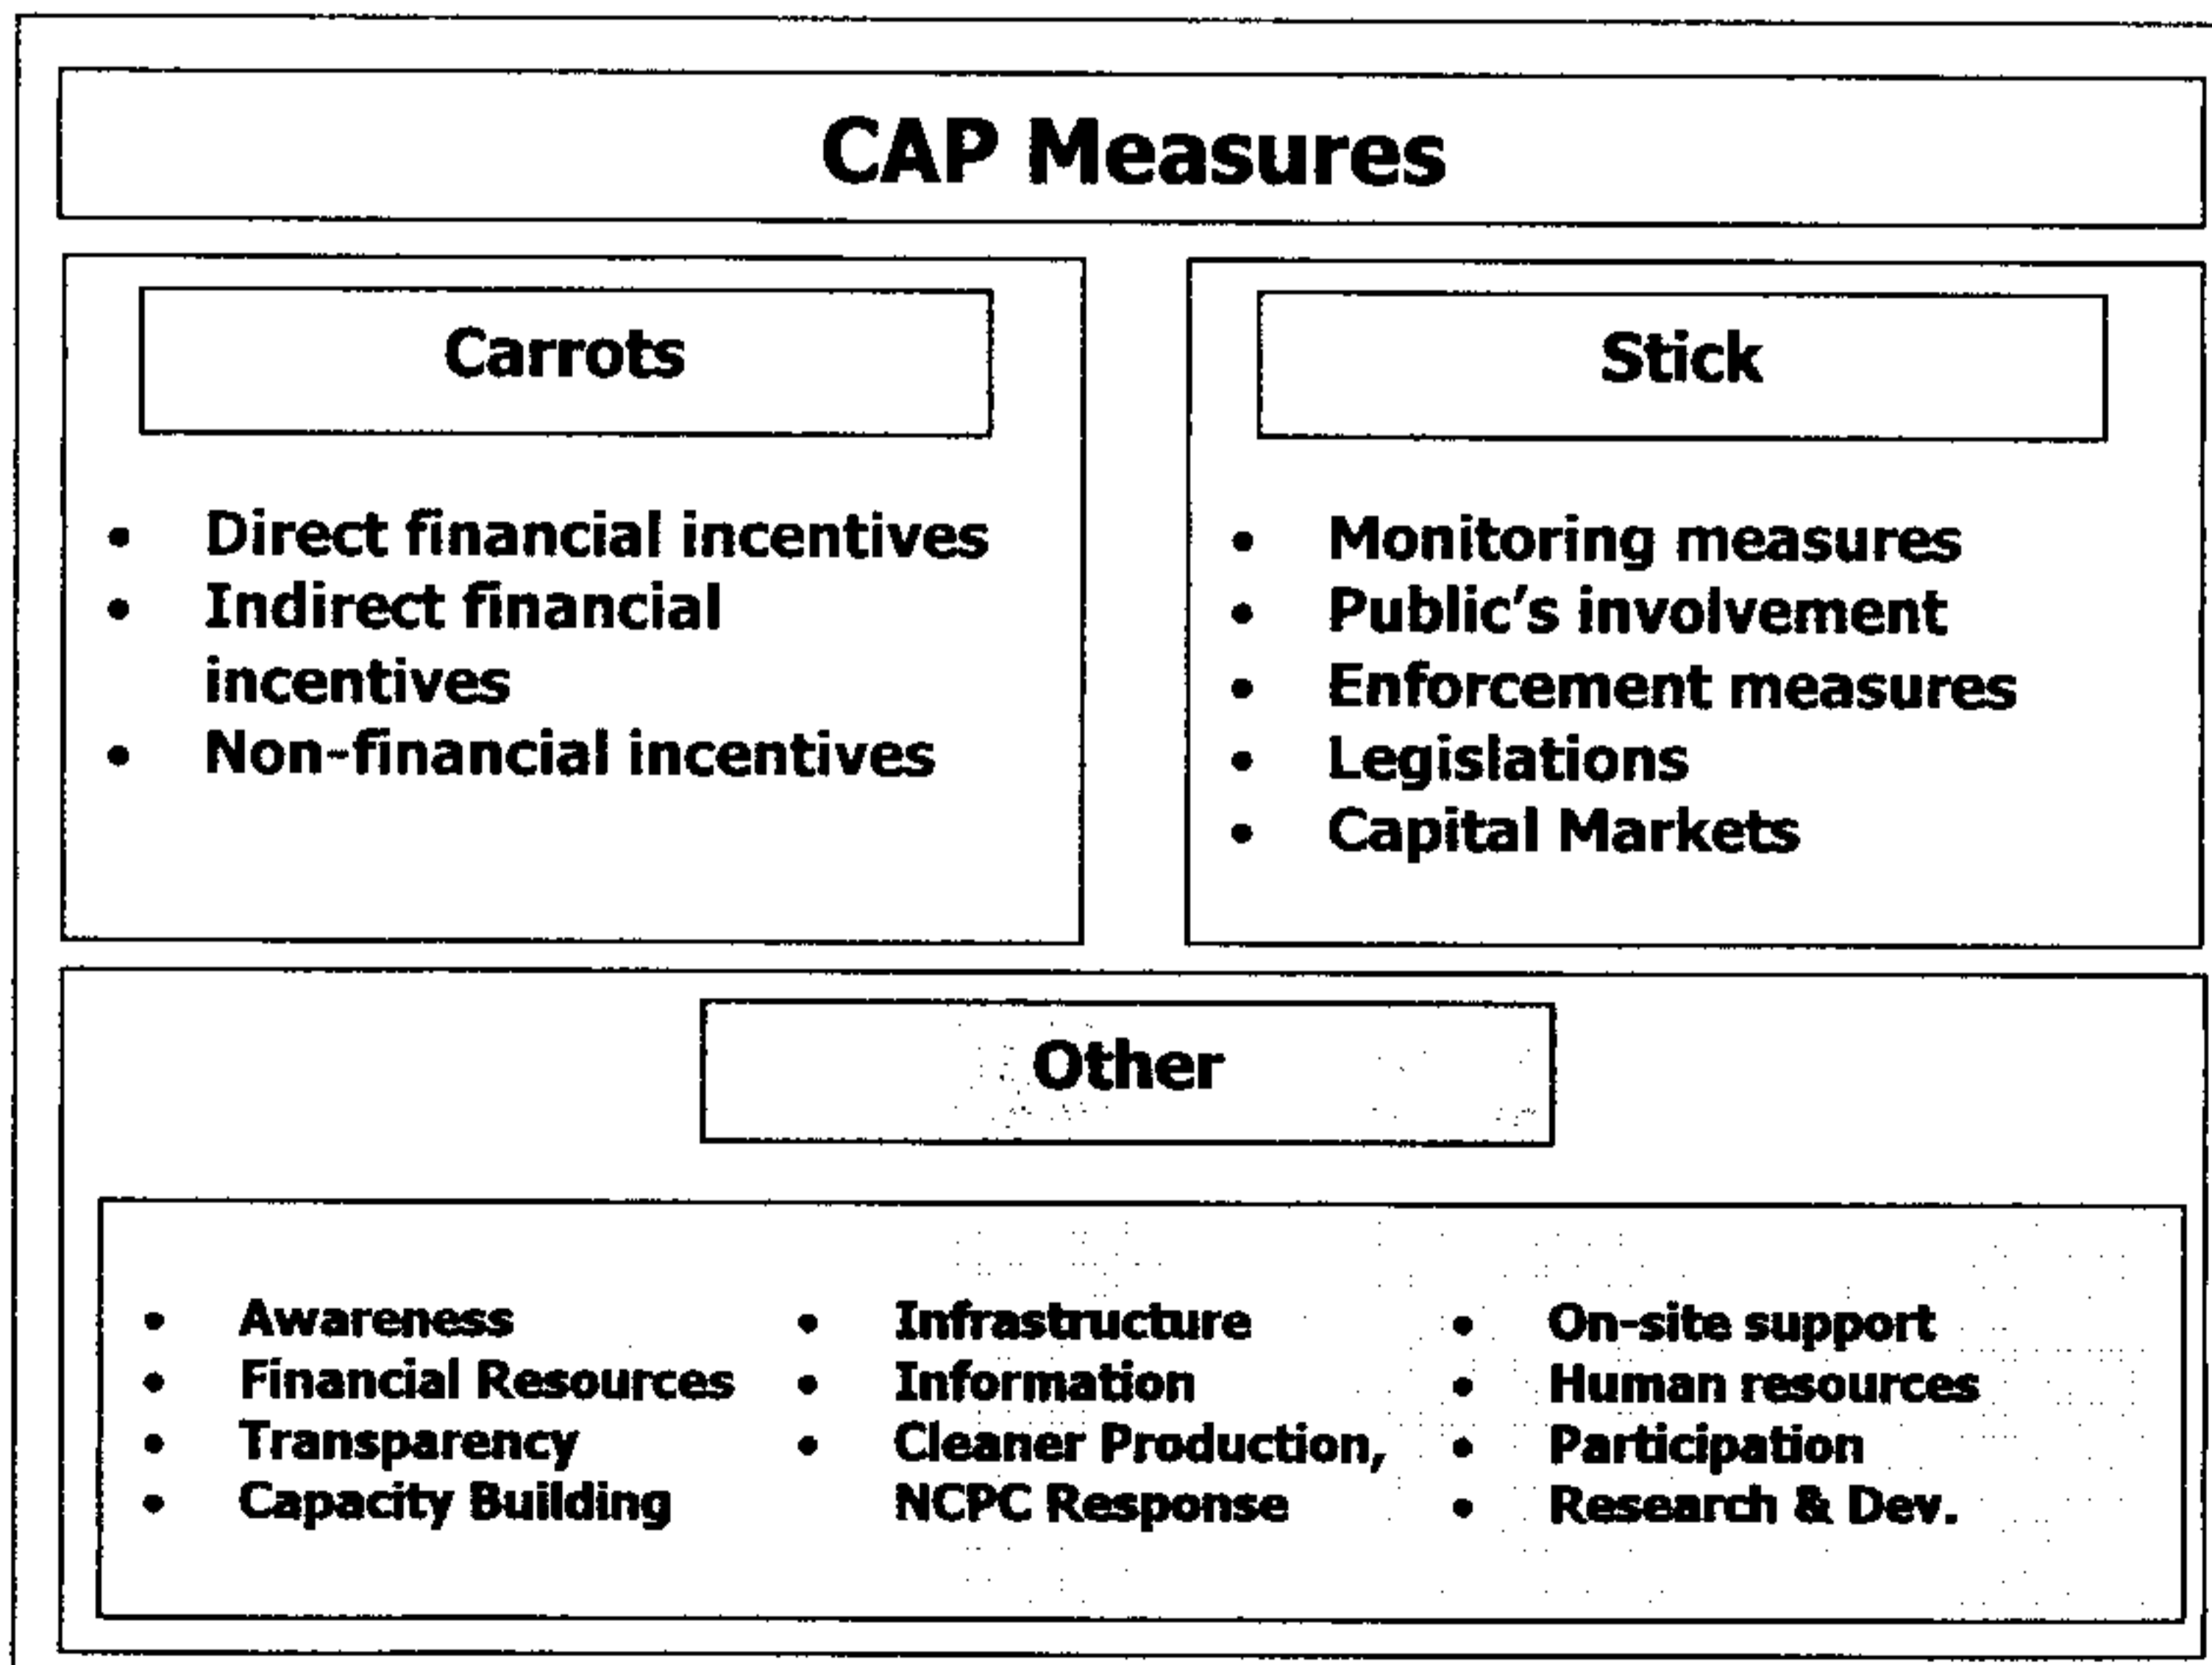 CAP Measures
Carrots
• Direct financial incentives
• Indirect financial
incentives
• Non-financial incentives
Stick
• Monitoring measures
• Public's involvement
• Enforcement measures
• Legislations
• Capital Markets
Other
• Awareness
• Financial Resources
• Transparency
• Capacity Building
• Infrastructure
• Information
• Cleaner Production,
NCPC Response
• On-site support
• Human resources
• Participation
• Research & Dev.